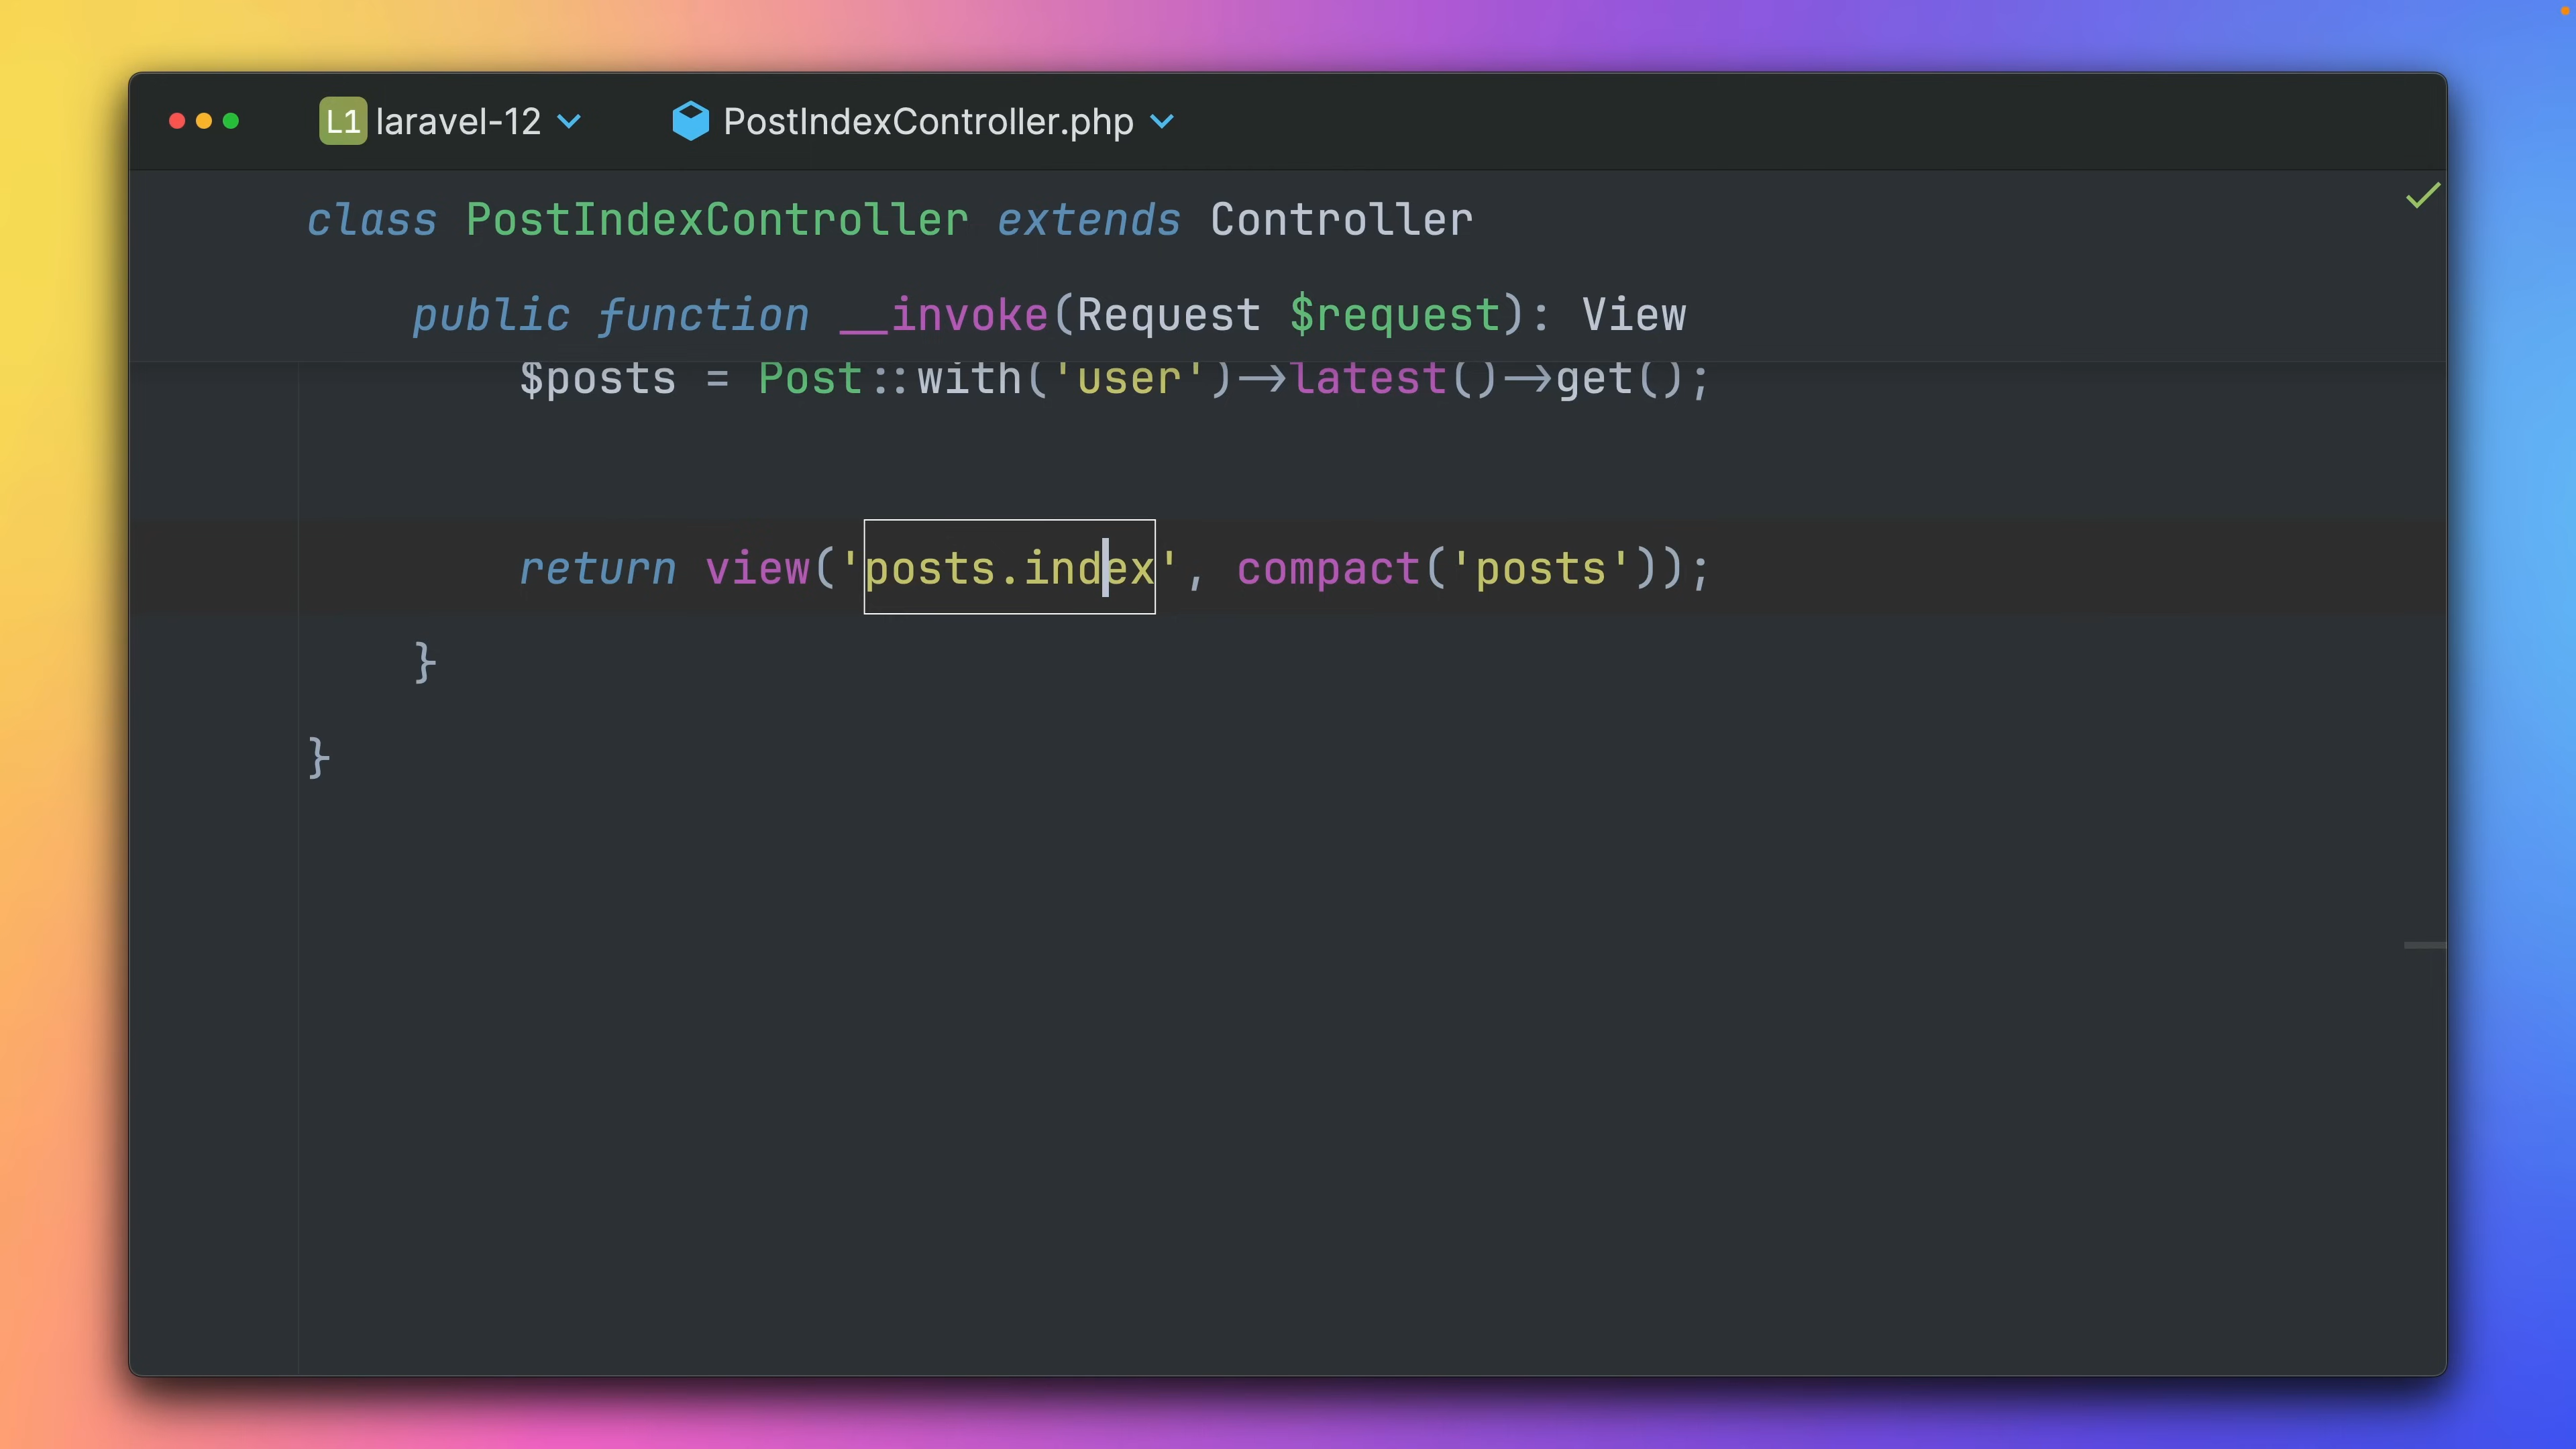 L1 laravel-12 PostIndexController.php
class PostIndexController extends Controller
public function __invoke(Request $request): View
$posts = Post::with('user')->latest()->get();
return view('posts.index', compact('posts'));
}
}